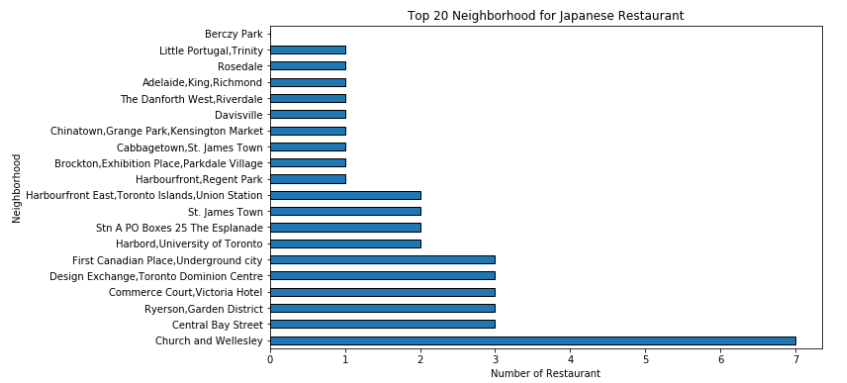 Top 20 Neighborhood for Japanese Restaurant
Neighborhood
Berczy Park
Little Portugal,Trinity
Rosedale
Adelaide,King,Richmond
The Danforth West,Riverdale
Davisville
Chinatown,Grange Park,Kensington Market
Cabbagetown,St. James Town
Brockton,Exhibition Place,Parkdale Village
Harbourfront,Regent Park
Harbourfront East,Toronto Islands,Union Station
St. James Town
Stn A PO Boxes 25 The Esplanade
Harbord,University of Toronto
First Canadian Place,Underground city
Design Exchange,Toronto Dominion Centre
Commerce Court,Victoria Hotel
Ryerson,Garden District
Central Bay Street
Church and Wellesley
0 1 2 3 4 5 6 7
Number of Restaurant